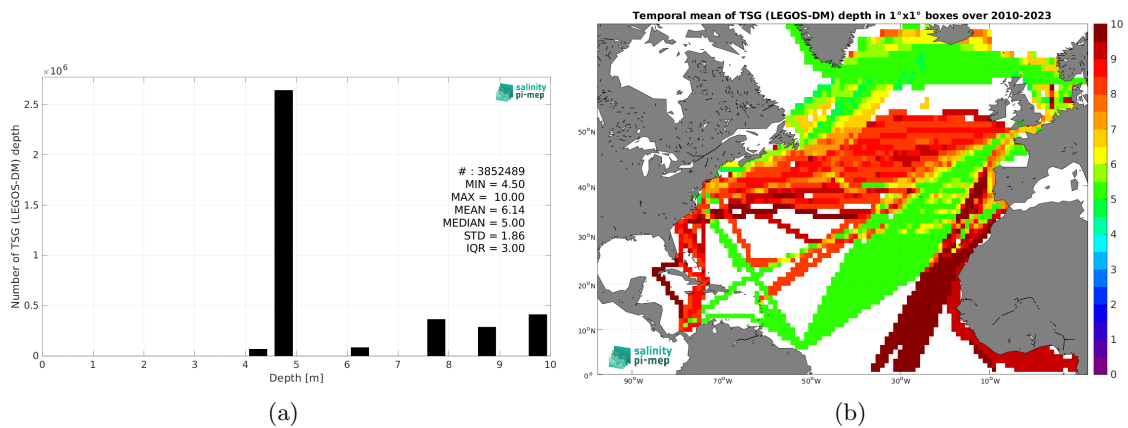 ×10⁶
2.5
2
1.5
1
0.5
0
Number of TSG (LEGOS-DM) depth
salinity
pi-mep
# : 3852489
MIN = 4.50
MAX = 10.00
MEAN = 6.14
MEDIAN = 5.00
STD = 1.86
IQR = 3.00
0 1 2 3 4 5 6 7 8 9 10
Depth [m]
(a)
Temporal mean of TSG (LEGOS-DM) depth in 1°x1° boxes over 2010-2023
50°N
40°N
30°N
20°N
10°N
0°
90°W 70°W 50°W 30°W 10°W
salinity
pi-mep
10
9
8
7
6
5
4
3
2
1
0
(b)